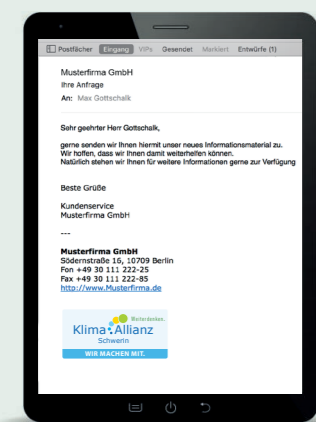 Postfächer Eingang VIPs Gesendet Markiert Entwürfe (1)
Musterfirma GmbH
Ihre Anfrage
An: Max Gottschalk
Sehr geehrter Herr Gottschalk,
gerne senden wir Ihnen hiermit unser neues Informationsmaterial zu.
Wir hoffen, dass wir Ihnen damit weiterhelfen können.
Natürlich stehen wir Ihnen für weitere Informationen gerne zur Verfügung
Beste Grüße
Kundenservice
Musterfirma GmbH
---
Musterfirma GmbH
Södernstraße 16, 10709 Berlin
Fon +49 30 111 222-25
Fax +49 30 111 222-85
http://www.Musterfirma.de
Weiterdenken.
Klima Allianz
Schwerin
WIR MACHEN MIT.